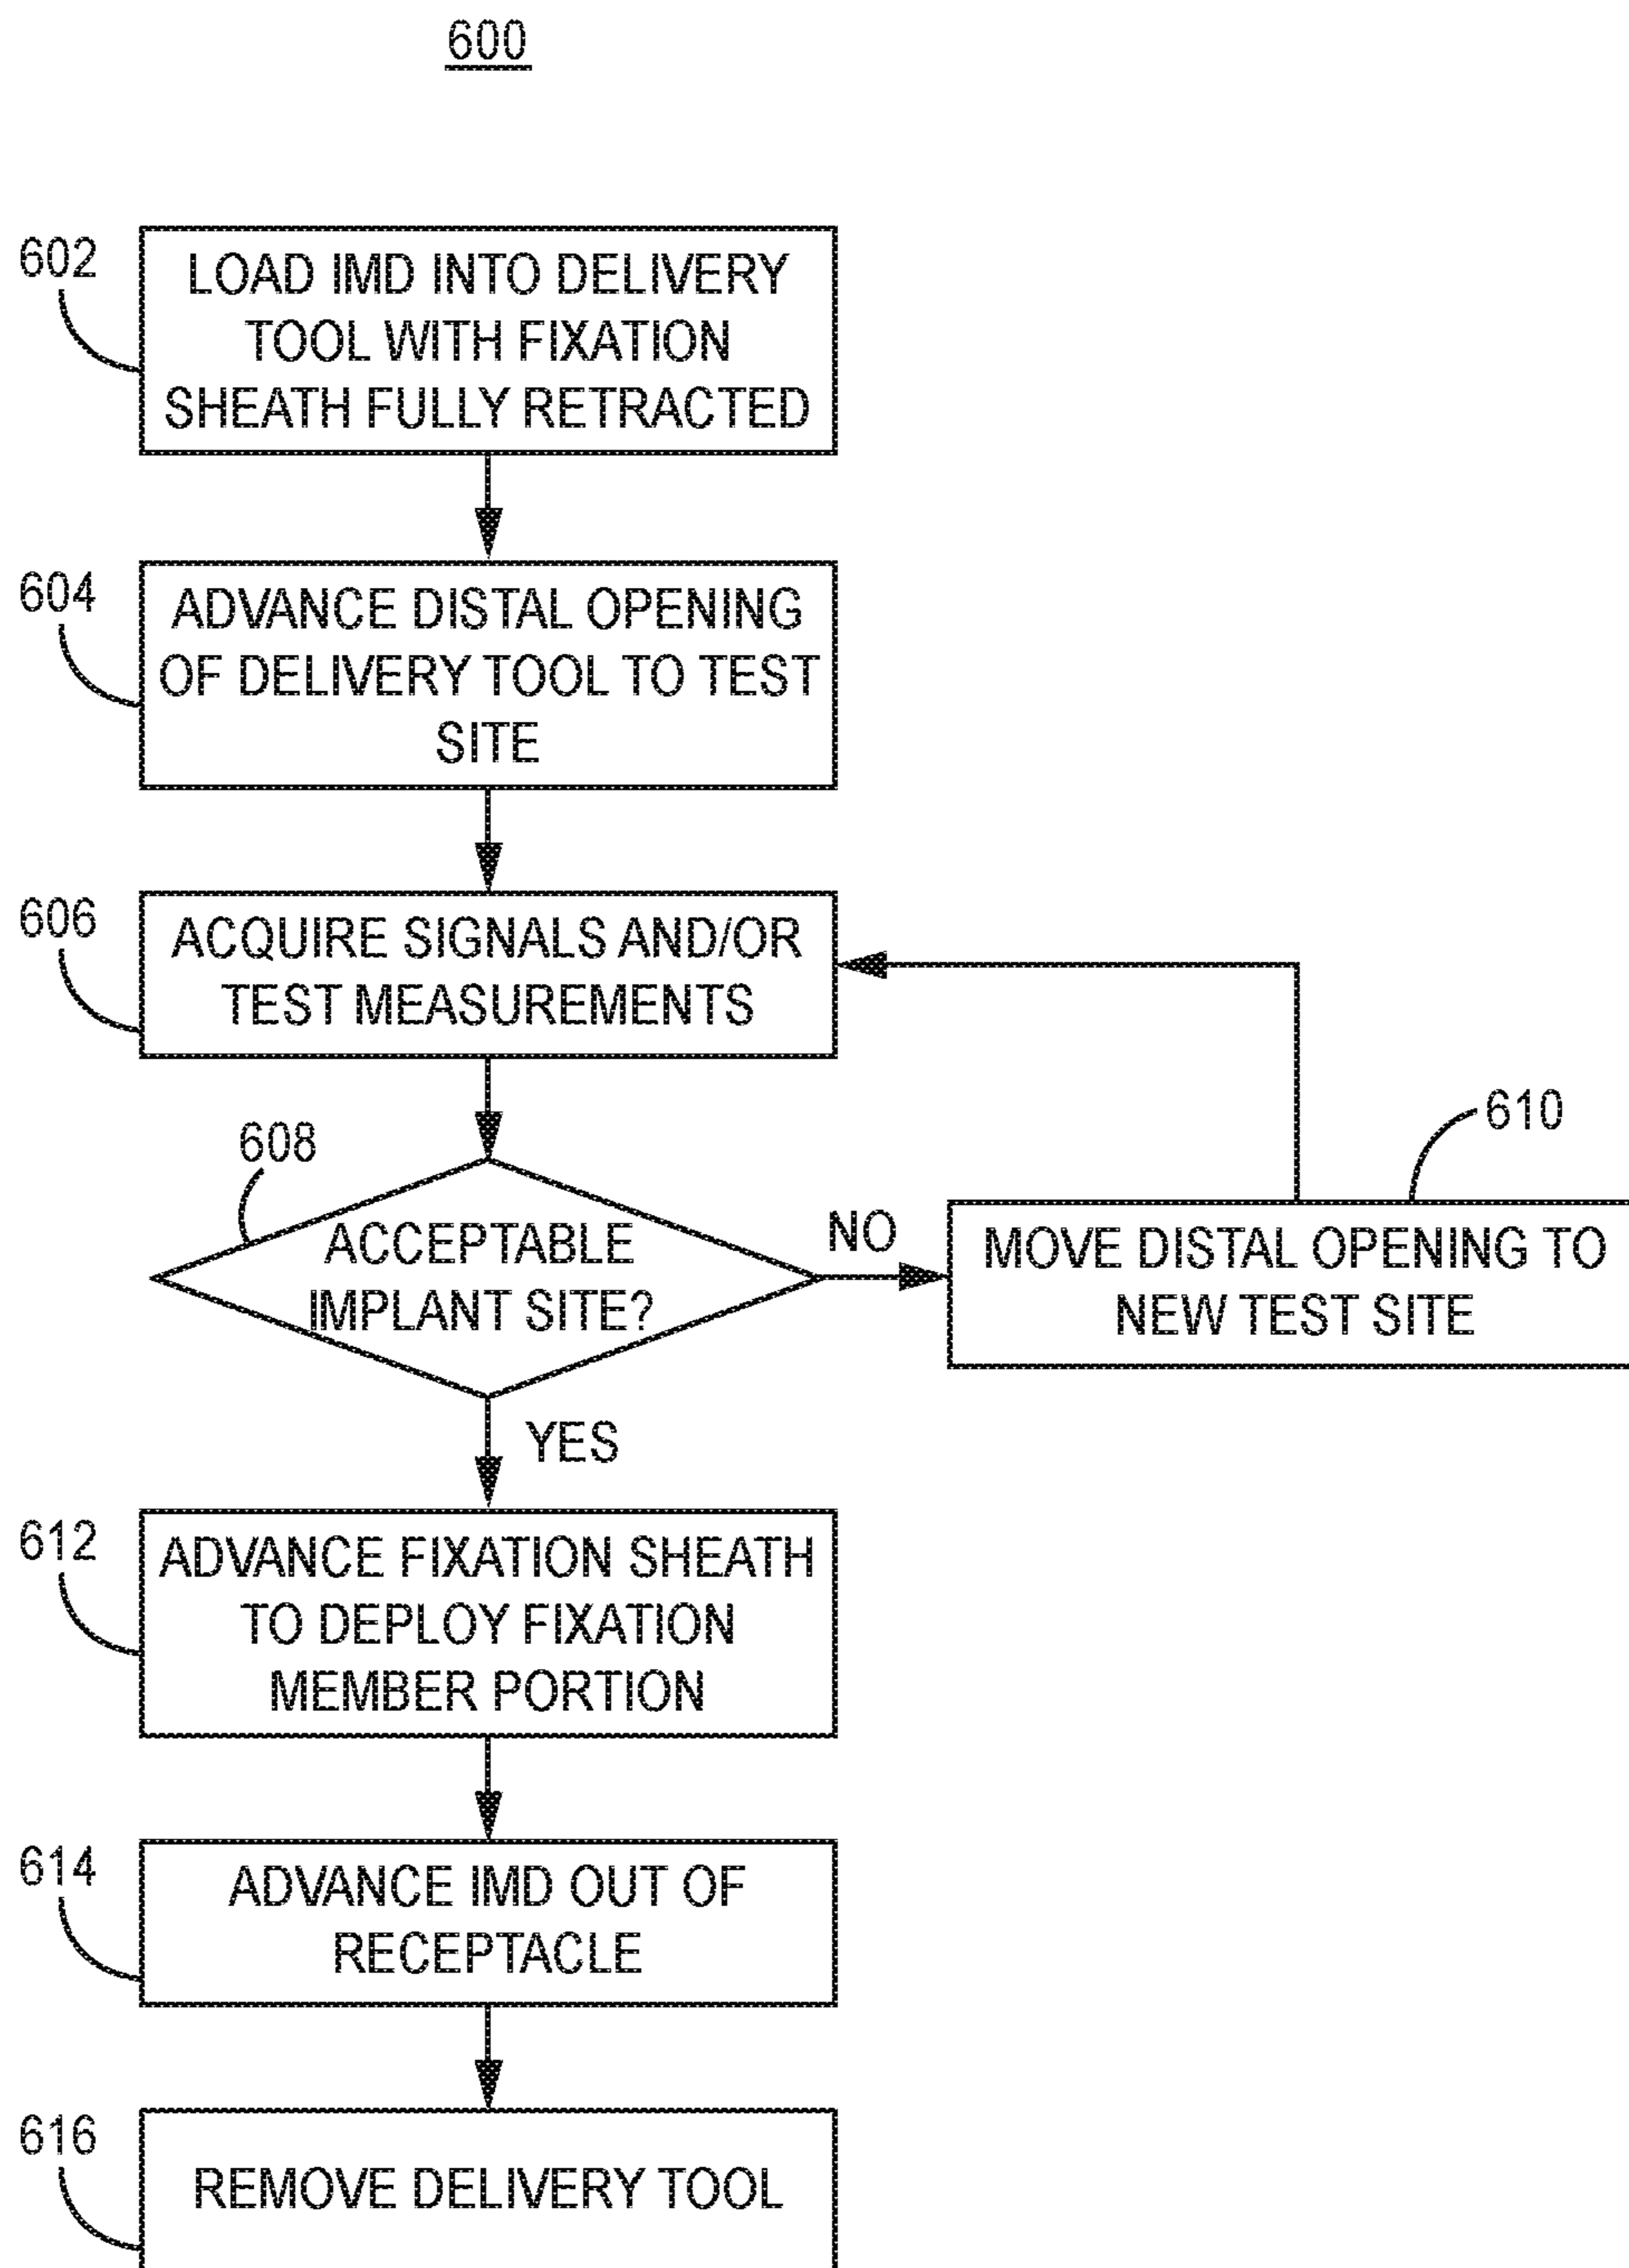 600
602
LOAD IMD INTO DELIVERY
TOOL WITH FIXATION
SHEATH FULLY RETRACTED
604
ADVANCE DISTAL OPENING
OF DELIVERY TOOL TO TEST
SITE
606
ACQUIRE SIGNALS AND/OR
TEST MEASUREMENTS
608
ACCEPTABLE
IMPLANT SITE?
NO
610
MOVE DISTAL OPENING TO
NEW TEST SITE
YES
612
ADVANCE FIXATION SHEATH
TO DEPLOY FIXATION
MEMBER PORTION
614
ADVANCE IMD OUT OF
RECEPTACLE
616
REMOVE DELIVERY TOOL